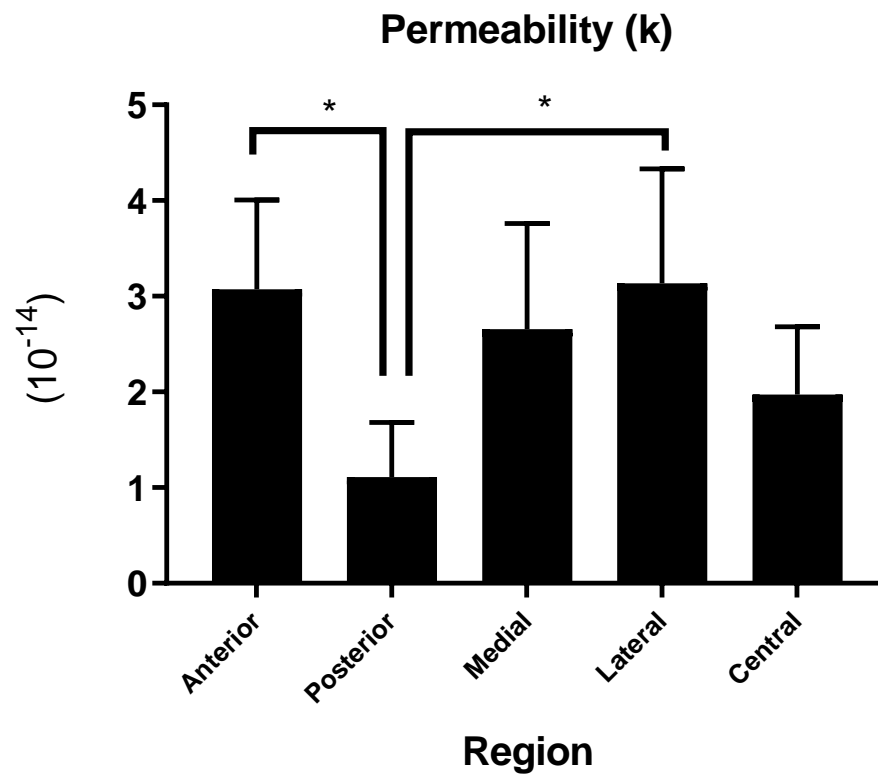 Permeability (k)
* *
5
4
3
2
1
0
(10⁻¹⁴)
Anterior
Posterior
Medial
Lateral
Central
Region